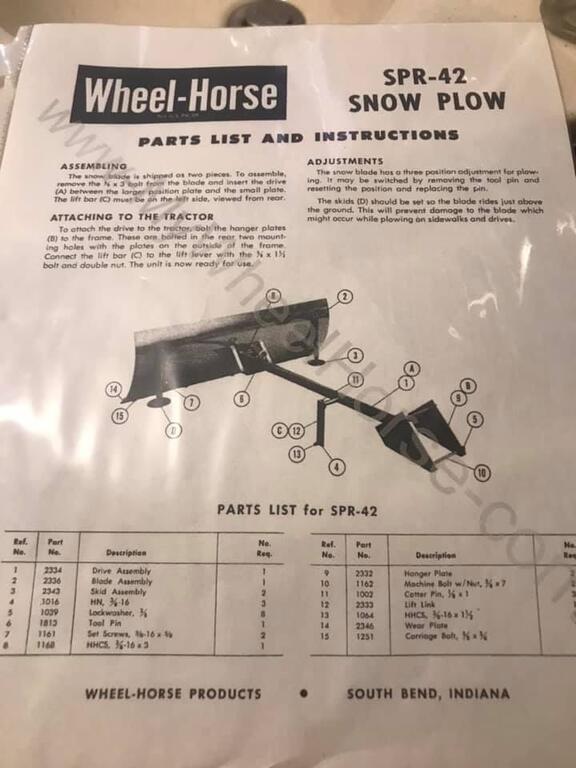 Wheel-Horse
SPR-42
SNOW PLOW
PARTS LIST AND INSTRUCTIONS
ASSEMBLING
The snow blade is shipped as two pieces. To assemble,
remove the ⅜ x 3 bolt from the blade and insert the drive
(A) between the larger position plate and the small plate.
The lift bar (C) must be on the left side, viewed from rear.
ATTACHING TO THE TRACTOR
To attach the drive to the tractor, bolt the hanger plates
(B) to the frame. These are bolted in the rear two mount-
ing holes with the plates on the outside of the frame.
Connect the lift bar (C) to the lift lever with the ⅜ x 1½
bolt and double nut. The unit is now ready for use.
ADJUSTMENTS
The snow blade has a three position adjustment for plow-
ing. It may be switched by removing the tool pin and
resetting the position and replacing the pin.
The skids (D) should be set so the blade rides just above
the ground. This will prevent damage to the blade which
might occur while plowing on sidewalks and drives.
8
2
3
11
A
1
B
9
5
14
15
7
D
6
C
12
13
4
10
PARTS LIST for SPR-42
Ref. No. Part No. Description No. Req.
1 2334 Drive Assembly 1
2 2336 Blade Assembly 1
3 2343 Skid Assembly 2
4 1016 HN, ⅜-16 3
5 1039 Lockwasher, ⅜ 8
6 1813 Tool Pin 1
7 1161 Set Screws, ⅜-16 x ⅝ 2
8 1168 HHCS, ⅜-16 x 3 1
Ref. No. Part No. Description No. Req.
9 2332 Hanger Plate 2
10 1162 Machine Bolt w/Nut, ⅜ x 7
11 1002 Cotter Pin, ⅛ x 1
12 2333 Lift Link
13 1064 HHCS, ⅜-16 x 1½
14 2346 Wear Plate
15 1251 Carriage Bolt,
WHEEL-HORSE PRODUCTS • SOUTH BEND, INDIANA